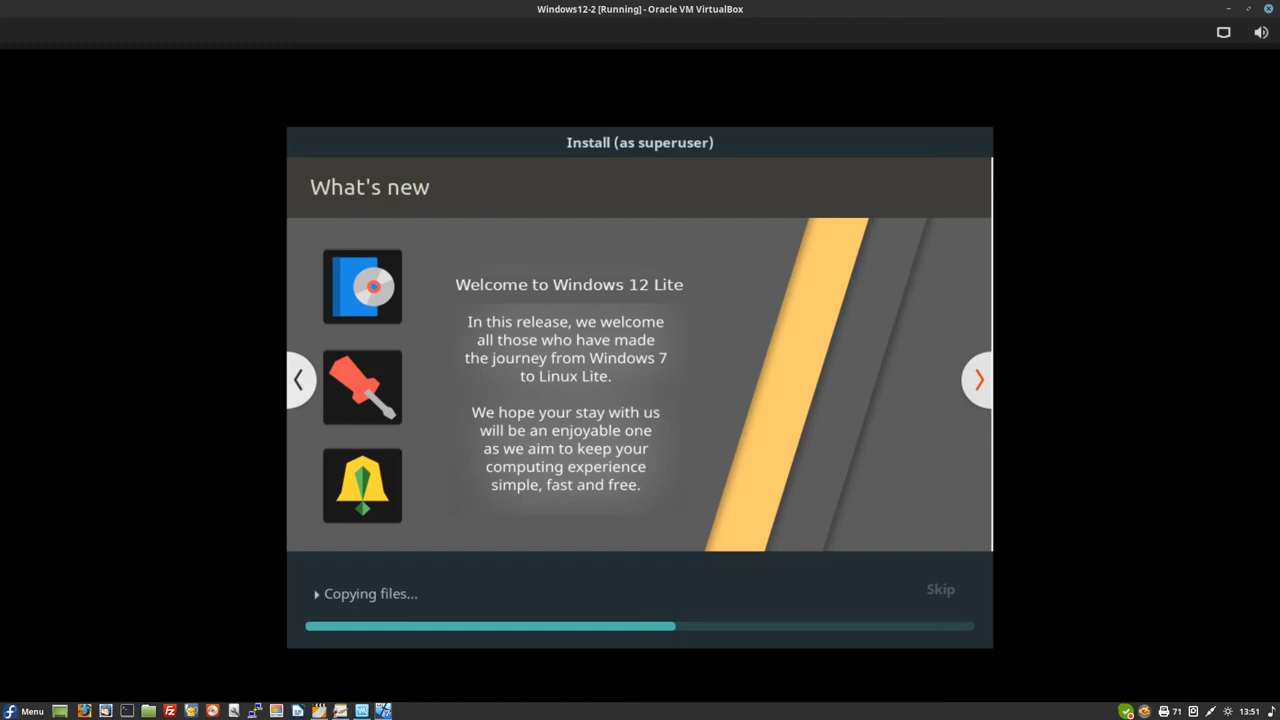 Windows12-2 [Running] - Oracle VM VirtualBox
Install (as superuser)
What's new
Welcome to Windows 12 Lite
In this release, we welcome
all those who have made
the journey from Windows 7
to Linux Lite.
We hope your stay with us
will be an enjoyable one
as we aim to keep your
computing experience
simple, fast and free.
Copying files...
Skip
Menu
71
13:51